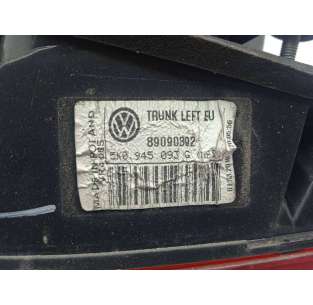 TRUNK LEFT EU
89090392
5K0 945 093 G
MADE IN POLAND